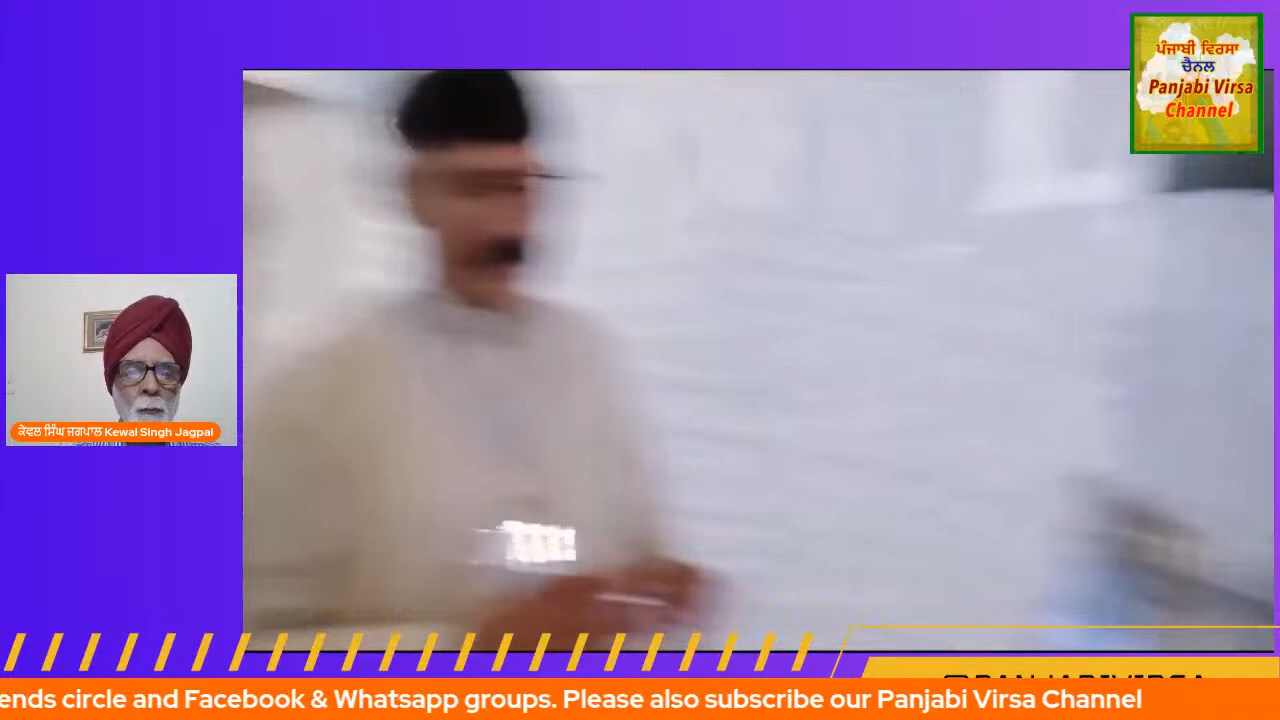 ਪੰਜਾਬੀ ਵਿਰਸਾ
ਚੈਨਲ
Panjabi Virsa
Channel
ਕੇਵਲ ਸਿੰਘ ਜਗਪਾਲ Kewal Singh Jagpal
@PANJABIVIRSA
ends circle and Facebook & Whatsapp groups. Please also subscribe our Panjabi Virsa Channel